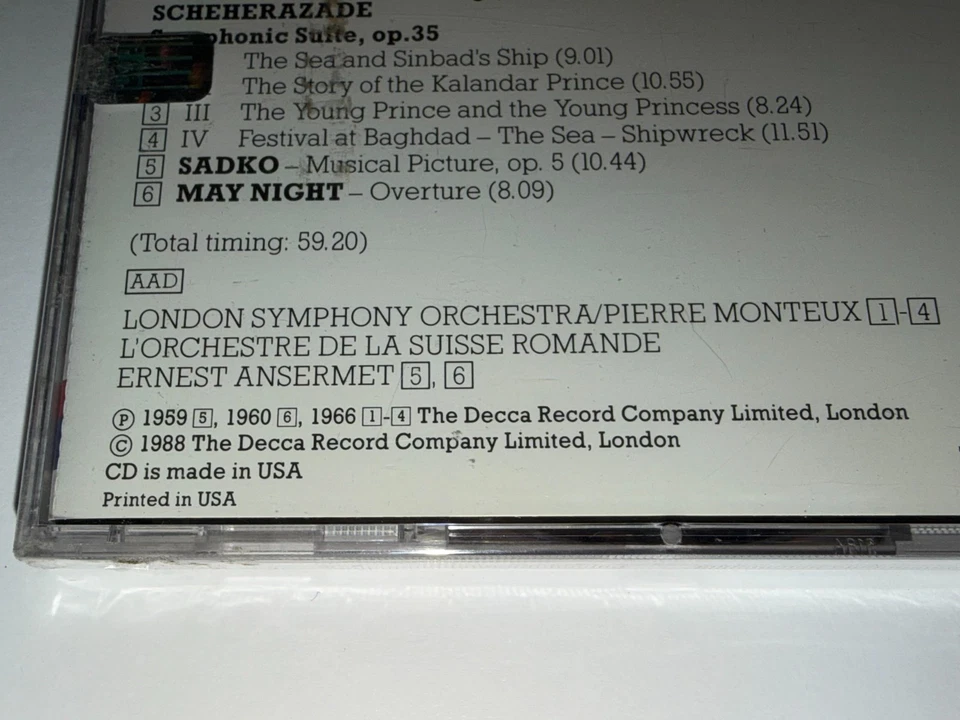 SCHEHERAZADE
Suite, op.35
The Sea and Sinbad's Ship (9.01)
The Story of the Kalandar Prince (10.55)
3 III The Young Prince and the Young Princess (8.24)
4 IV Festival at Baghdad – The Sea – Shipwreck (11.51)
5 SADKO – Musical Picture, op. 5 (10.44)
6 MAY NIGHT – Overture (8.09)
(Total timing: 59.20)
AAD
LONDON SYMPHONY ORCHESTRA/PIERRE MONTEUX 1-4
L'ORCHESTRE DE LA SUISSE ROMANDE
ERNEST ANSERMET 5, 6
Ⓟ 1959 5, 1960 6, 1966 1-4 The Decca Record Company Limited, London
© 1988 The Decca Record Company Limited, London
CD is made in USA
Printed in USA